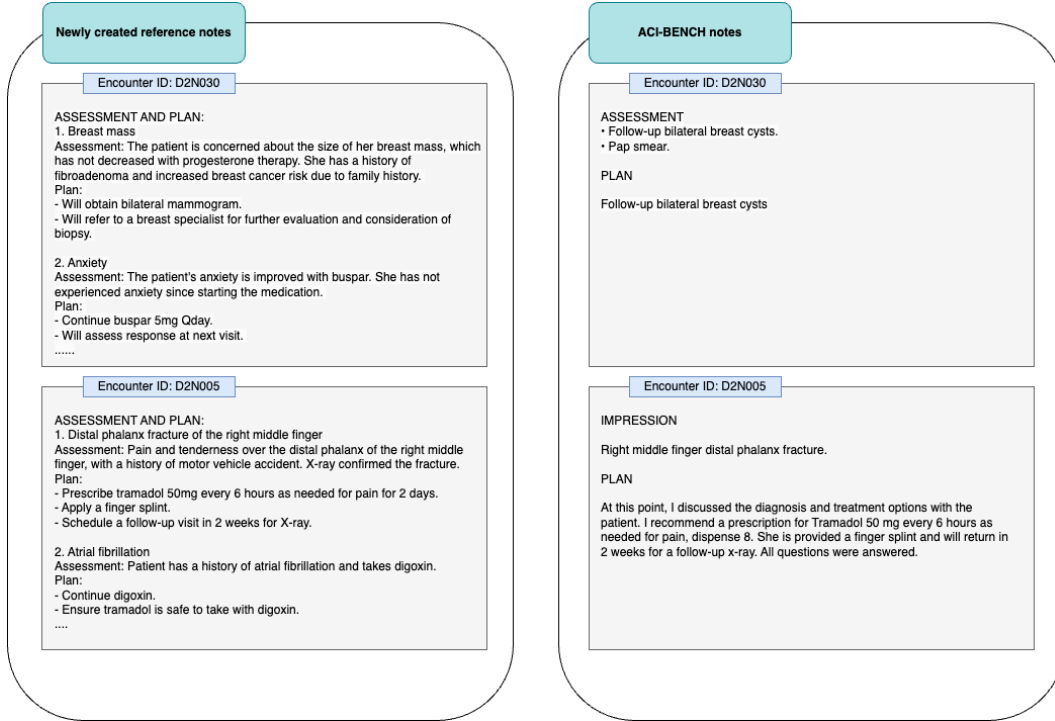 Newly created reference notes
Encounter ID: D2N030
ASSESSMENT AND PLAN:
1. Breast mass
Assessment: The patient is concerned about the size of her breast mass, which
has not decreased with progesterone therapy. She has a history of
fibroadenoma and increased breast cancer risk due to family history.
Plan:
- Will obtain bilateral mammogram.
- Will refer to a breast specialist for further evaluation and consideration of
biopsy.
2. Anxiety
Assessment: The patient's anxiety is improved with buspar. She has not
experienced anxiety since starting the medication.
Plan:
- Continue buspar 5mg Qday.
- Will assess response at next visit.
......
Encounter ID: D2N005
ASSESSMENT AND PLAN:
1. Distal phalanx fracture of the right middle finger
Assessment: Pain and tenderness over the distal phalanx of the right middle
finger, with a history of motor vehicle accident. X-ray confirmed the fracture.
Plan:
- Prescribe tramadol 50mg every 6 hours as needed for pain for 2 days.
- Apply a finger splint.
- Schedule a follow-up visit in 2 weeks for X-ray.
2. Atrial fibrillation
Assessment: Patient has a history of atrial fibrillation and takes digoxin.
Plan:
- Continue digoxin.
- Ensure tramadol is safe to take with digoxin.
....
ACI-BENCH notes
Encounter ID: D2N030
ASSESSMENT
• Follow-up bilateral breast cysts.
• Pap smear.
PLAN
Follow-up bilateral breast cysts
Encounter ID: D2N005
IMPRESSION
Right middle finger distal phalanx fracture.
PLAN
At this point, I discussed the diagnosis and treatment options with the
patient. I recommend a prescription for Tramadol 50 mg every 6 hours as
needed for pain, dispense 8. She is provided a finger splint and will return in
2 weeks for a follow-up x-ray. All questions were answered.